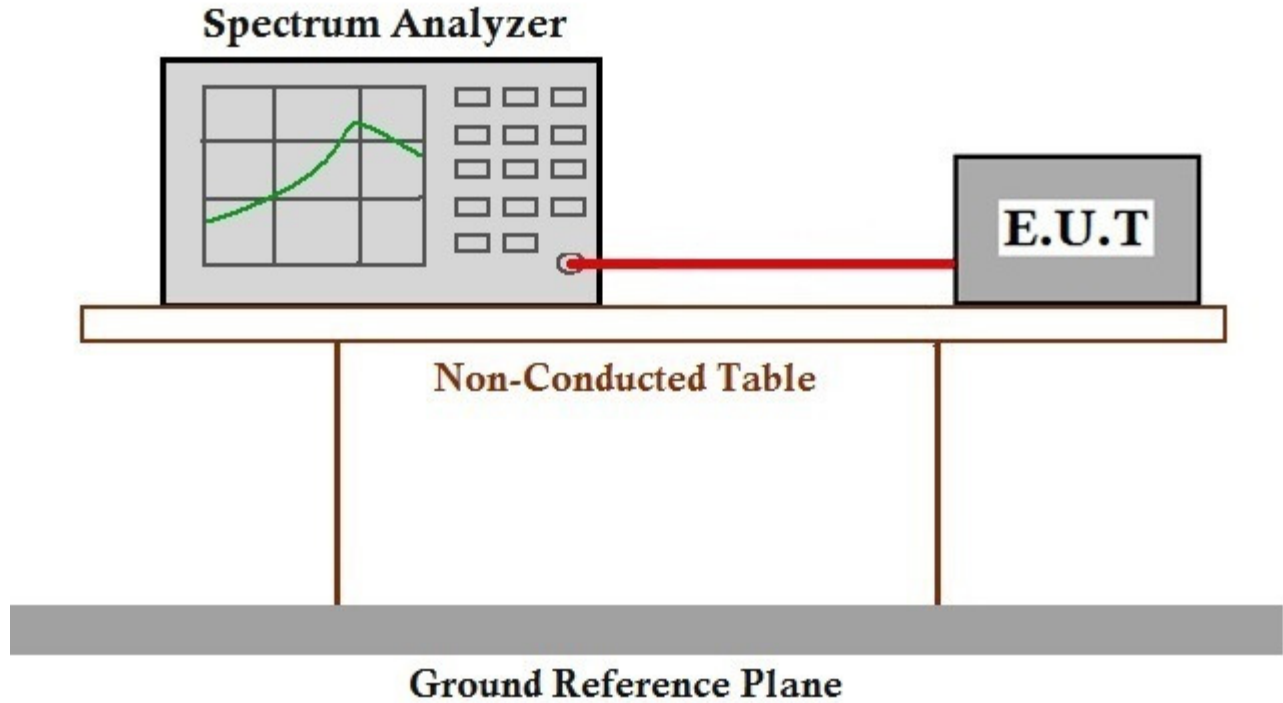 Spectrum Analyzer
E.U.T
Non-Conducted Table
Ground Reference Plane